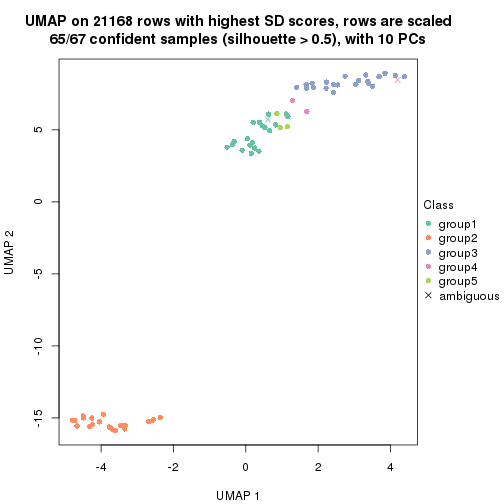 UMAP on 21168 rows with highest SD scores, rows are scaled
65/67 confident samples (silhouette > 0.5), with 10 PCs
5
0
-5
-10
-15
UMAP 2
-4
-2
0
2
4
UMAP 1
Class
group1
group2
group3
group4
group5
ambiguous